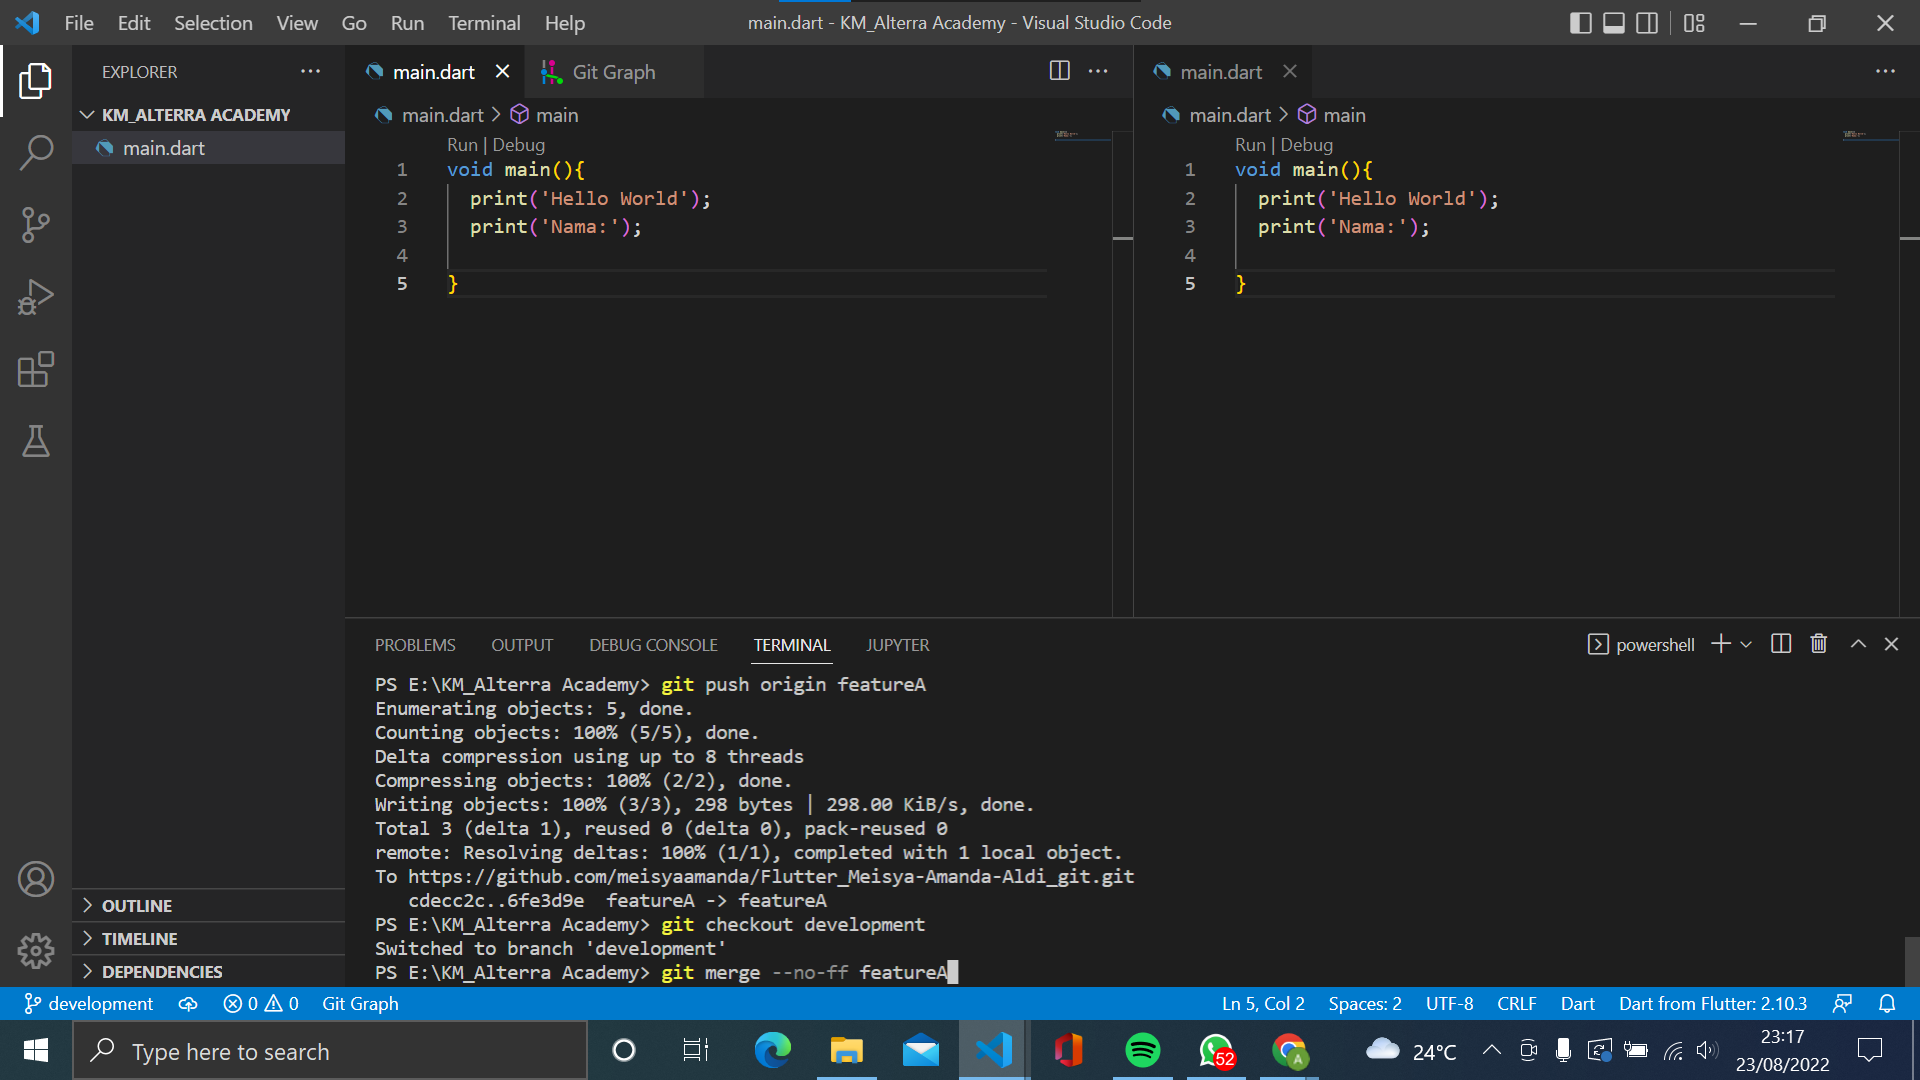 File Edit Selection View Go Run Terminal Help
main.dart - KM_Alterra Academy - Visual Studio Code
EXPLORER
KM_ALTERRA ACADEMY
main.dart
OUTLINE
TIMELINE
DEPENDENCIES
main.dart
Git Graph
main.dart > main
Run | Debug
1 void main(){
2 print('Hello World');
3 print('Nama:');
4
5 }
main.dart
main.dart > main
Run | Debug
1 void main(){
2 print('Hello World');
3 print('Nama:');
4
5 }
PROBLEMS OUTPUT DEBUG CONSOLE TERMINAL JUPYTER
powershell
PS E:\KM_Alterra Academy> git push origin featureA
Enumerating objects: 5, done.
Counting objects: 100% (5/5), done.
Delta compression using up to 8 threads
Compressing objects: 100% (2/2), done.
Writing objects: 100% (3/3), 298 bytes | 298.00 KiB/s, done.
Total 3 (delta 1), reused 0 (delta 0), pack-reused 0
remote: Resolving deltas: 100% (1/1), completed with 1 local object.
To https://github.com/meisyaamanda/Flutter_Meisya-Amanda-Aldi_git.git
cdecc2c..6fe3d9e featureA -> featureA
PS E:\KM_Alterra Academy> git checkout development
Switched to branch 'development'
PS E:\KM_Alterra Academy> git merge --no-ff featureA
development 0 0 Git Graph
Ln 5, Col 2 Spaces: 2 UTF-8 CRLF Dart Dart from Flutter: 2.10.3
Type here to search
52
A
24°C
23:17
23/08/2022